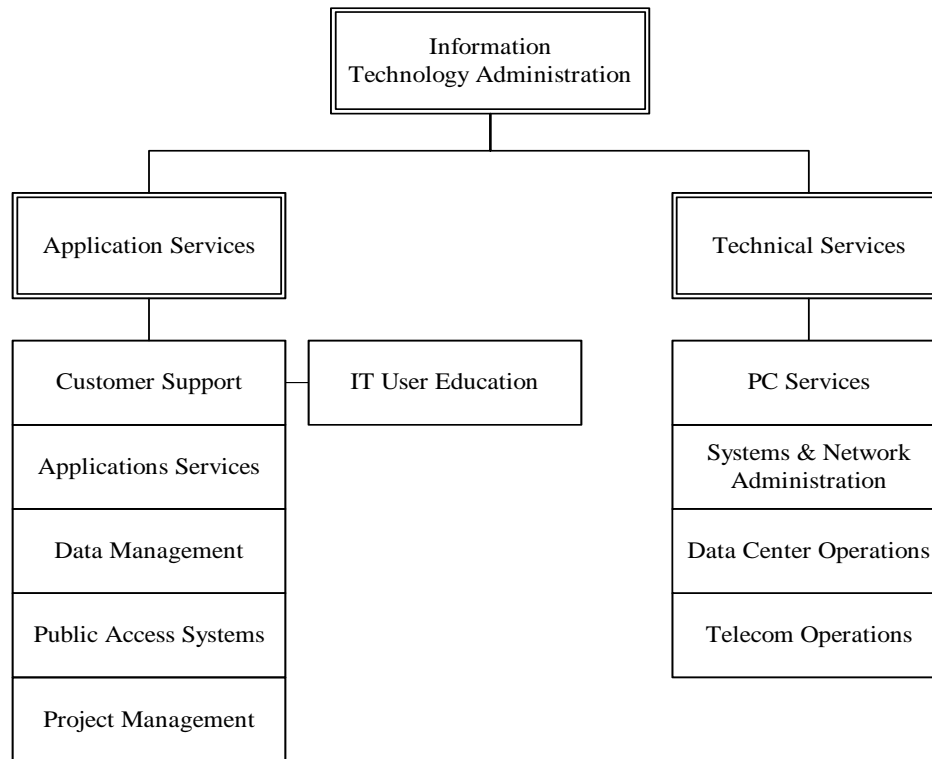 Information
Technology Administration
Application Services
Technical Services
Customer Support
IT User Education
PC Services
Applications Services
Systems & Network
Administration
Data Management
Data Center Operations
Public Access Systems
Telecom Operations
Project Management